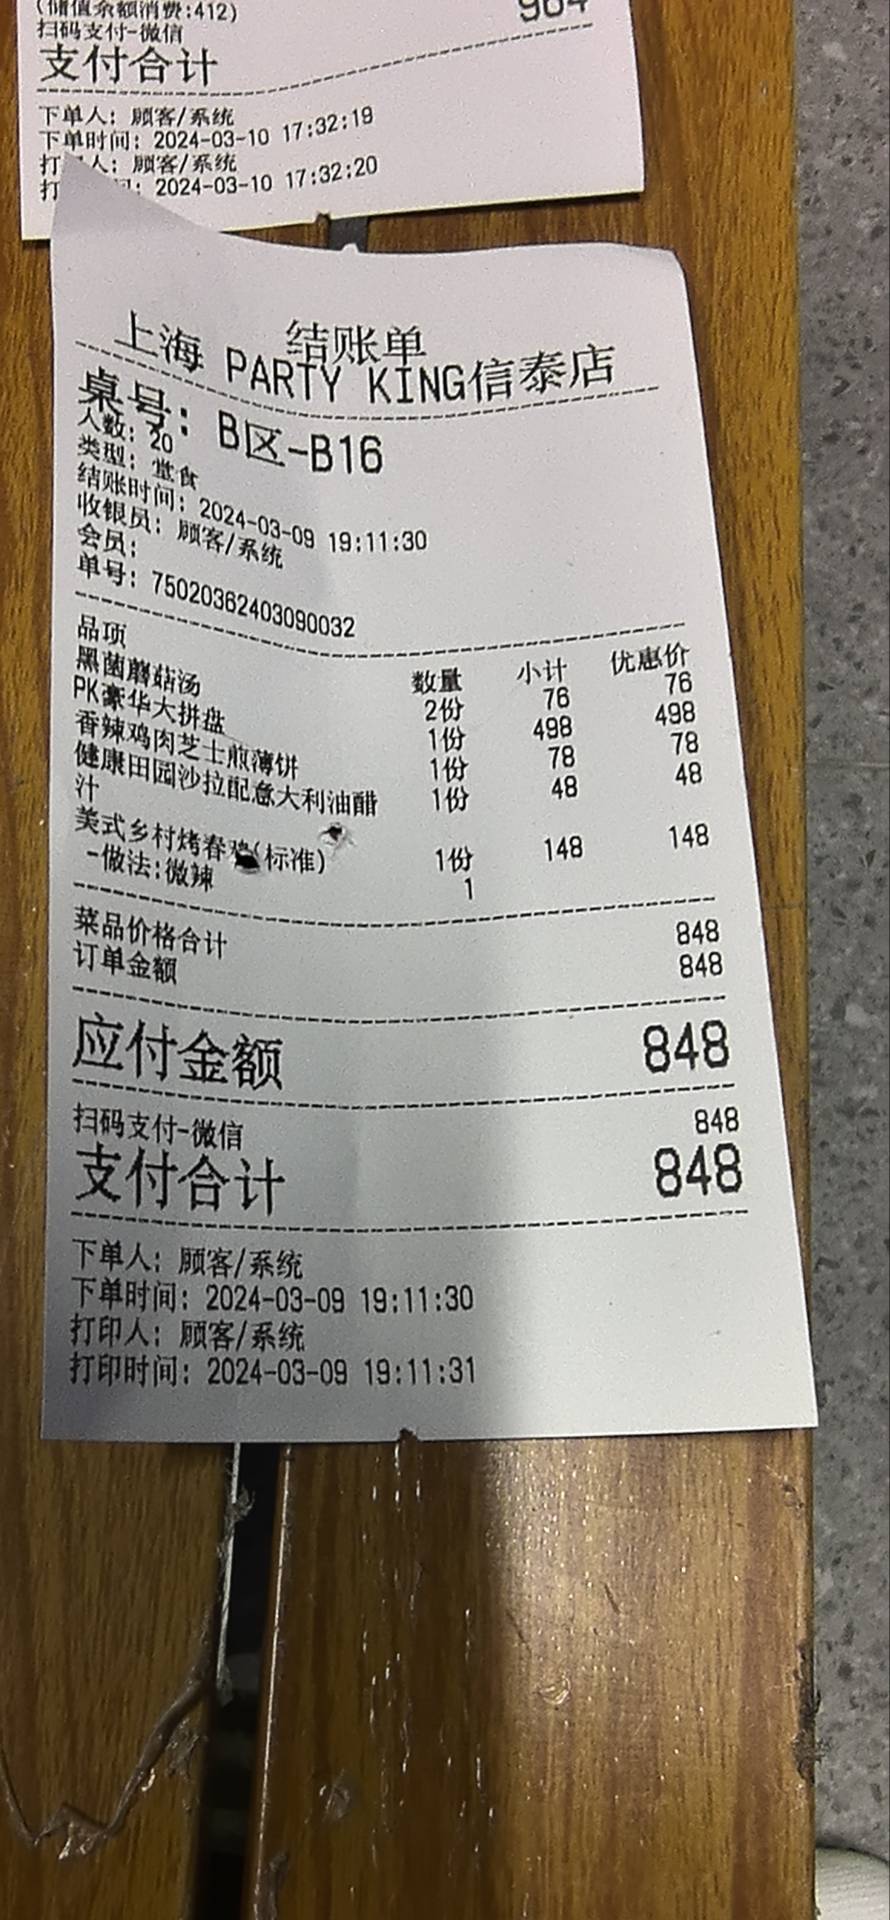 (储值余额消费:412)
扫码支付-微信
支付合计
下单人: 顾客/系统
下单时间: 2024-03-10 17:32:19
人: 顾客/系统
: 2024-03-10 17:32:20
结账单
上海 PARTY KING信泰店
桌号: B区-B16
人数: 20
类型: 堂食
结账时间: 2024-03-09 19:11:30
收银员: 顾客/系统
会员:
单号: 75020362403090032
品项 数量 小计 优惠价
黑菌蘑菇汤 2份 76 76
PK豪华大拼盘 1份 498 498
香辣鸡肉芝士煎薄饼 1份 78 78
健康田园沙拉配意大利油醋 1份 48 48
汁
美式乡村烤春鸡(标准) 1份 148 148
-做法:微辣 1
菜品价格合计 848
订单金额 848
应付金额 848
扫码支付-微信 848
支付合计 848
下单人: 顾客/系统
下单时间: 2024-03-09 19:11:30
打印人: 顾客/系统
打印时间: 2024-03-09 19:11:31